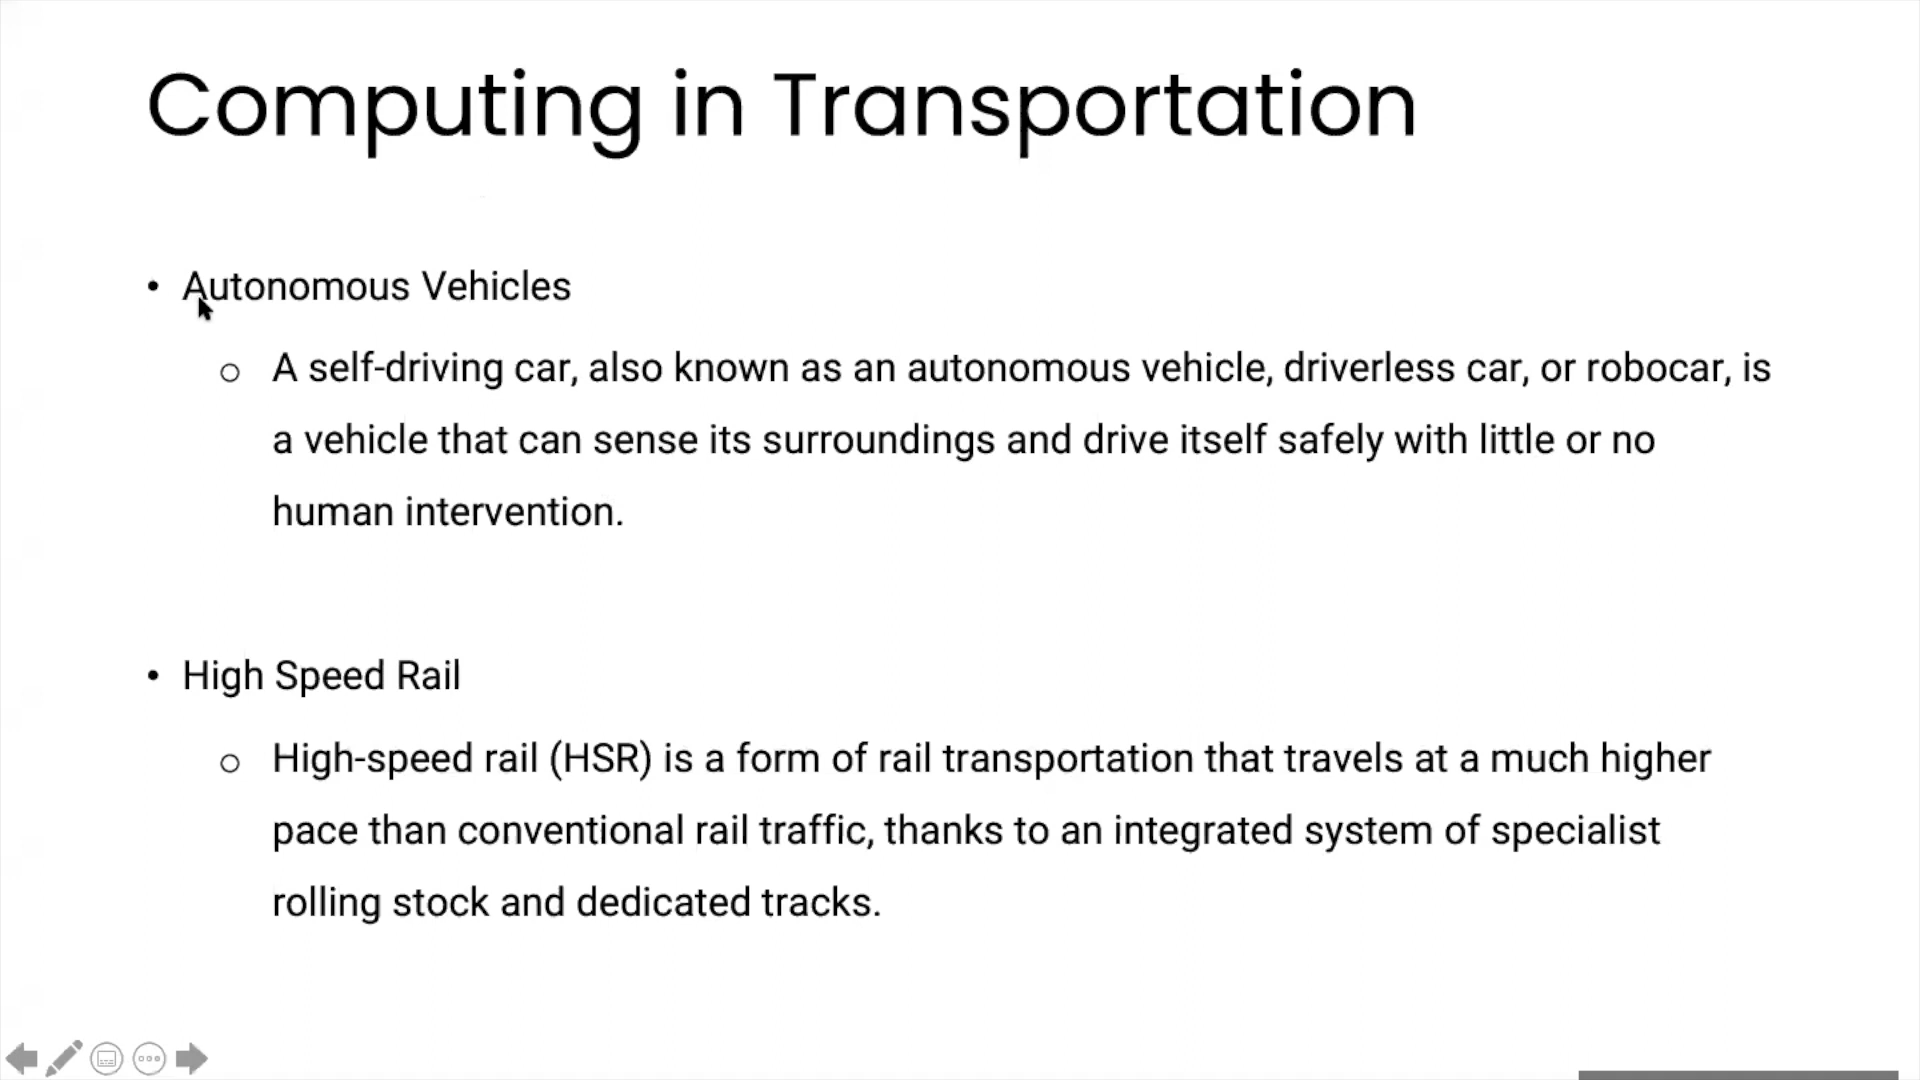 Computing in Transportation
• Autonomous Vehicles
○ A self-driving car, also known as an autonomous vehicle, driverless car, or robocar, is
a vehicle that can sense its surroundings and drive itself safely with little or no
human intervention.
• High Speed Rail
○ High-speed rail (HSR) is a form of rail transportation that travels at a much higher
pace than conventional rail traffic, thanks to an integrated system of specialist
rolling stock and dedicated tracks.